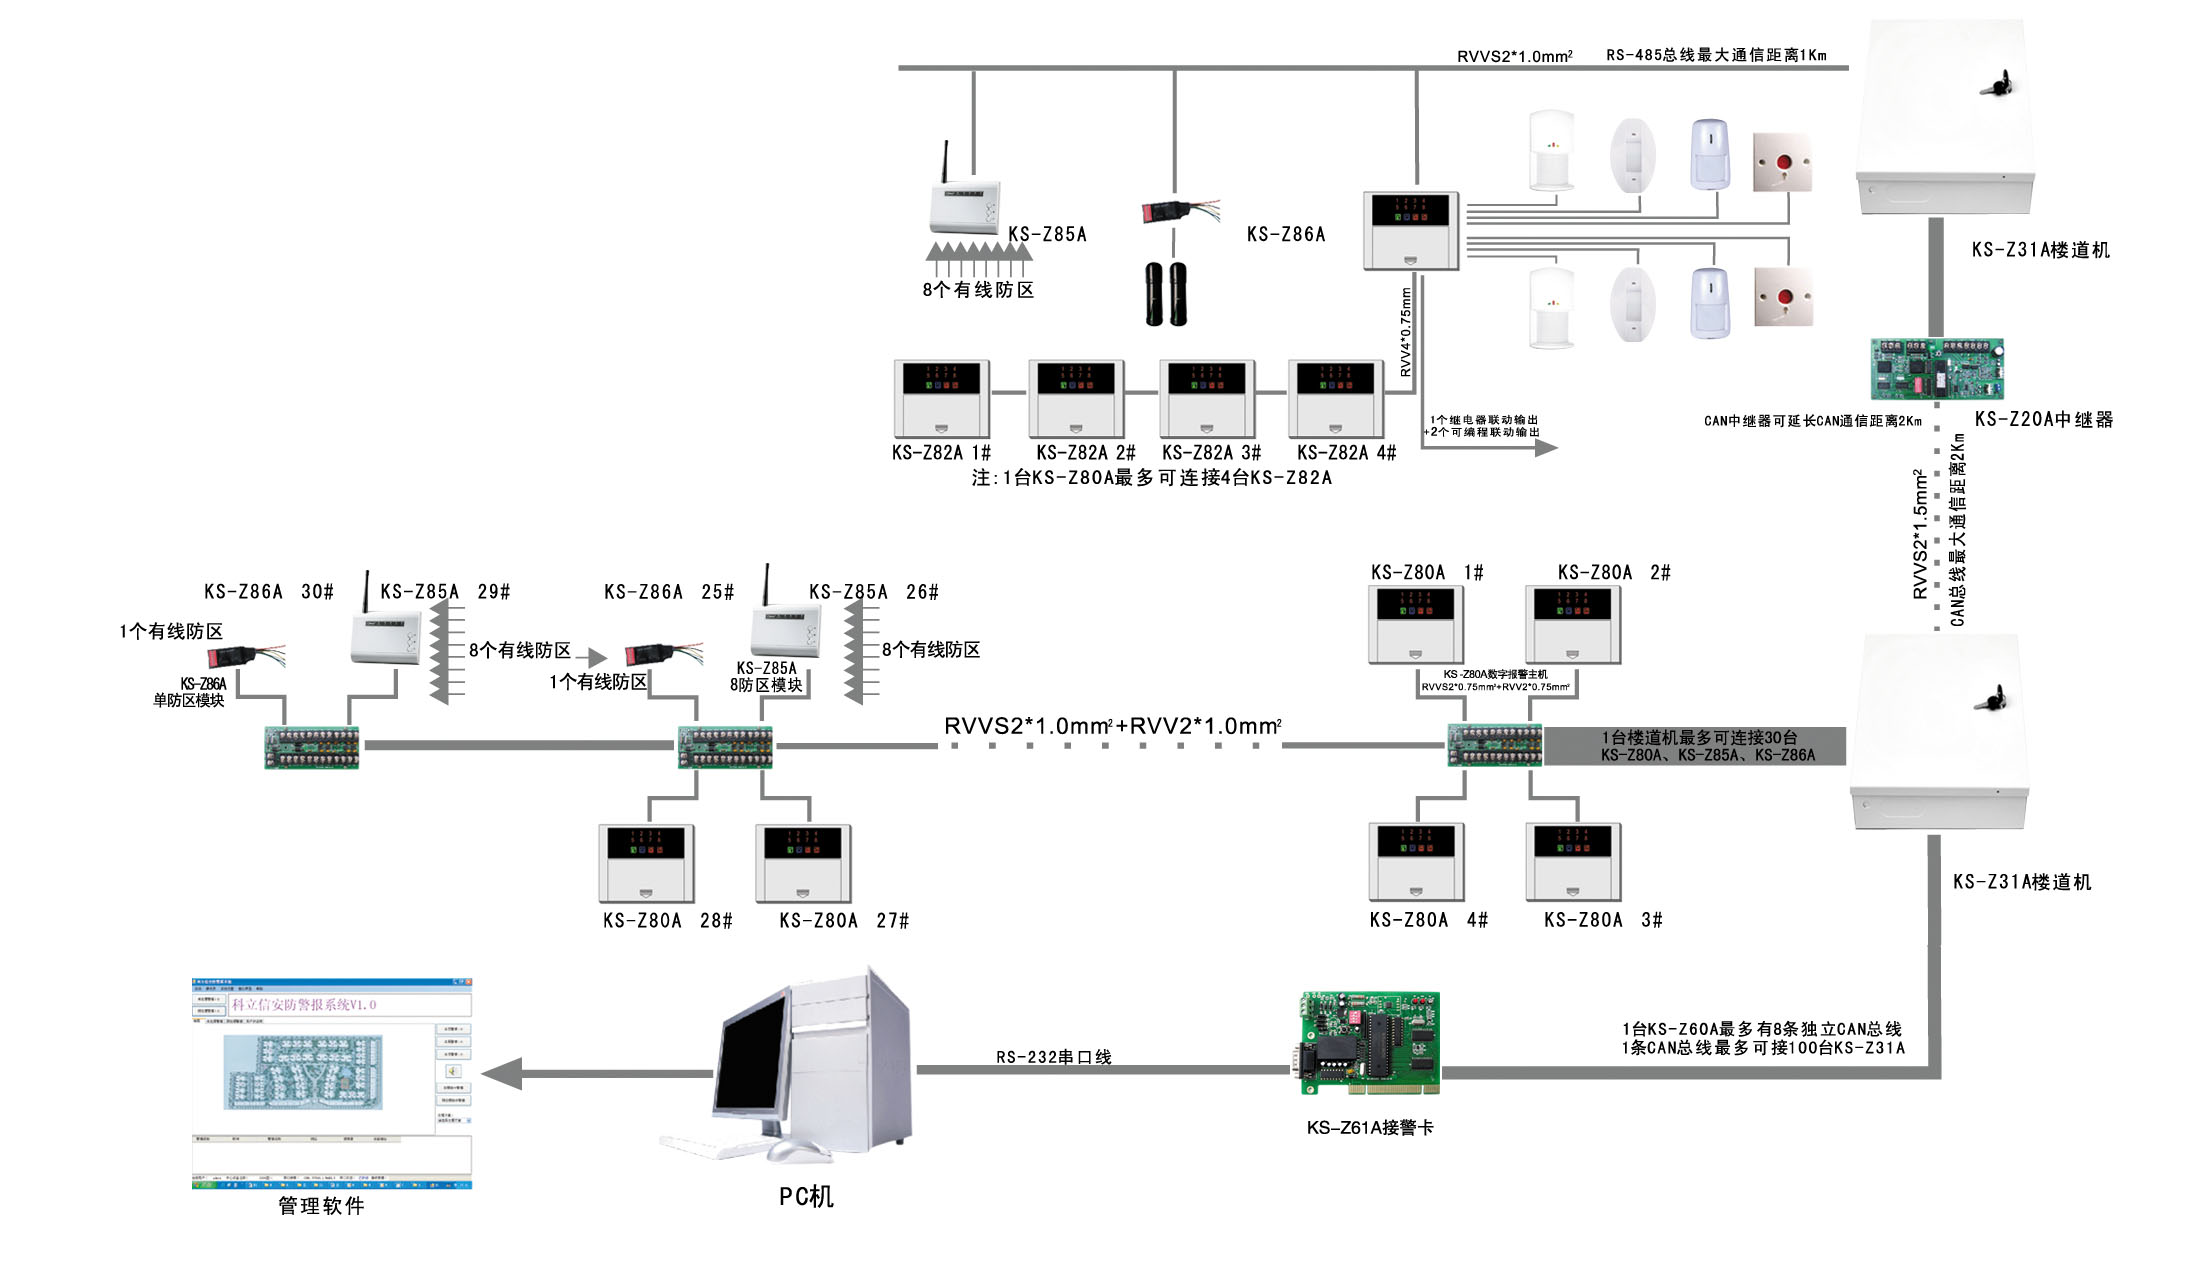 RVVS2*1.0mm² RS-485总线最大通信距离1Km
KS-Z85A
8个有线防区
KS-Z86A
KS-Z31A楼道机
RVV4*0.75mm
KS-Z82A 1#
KS-Z82A 2#
KS-Z82A 3#
KS-Z82A 4#
注:1台KS-Z80A最多可连接4台KS-Z82A
1个继电器联动输出
+2个可编程联动输出
CAN中继器可延长CAN通信距离2Km
KS-Z20A中继器
RVVS2*1.5mm²
CAN总线最大通信距离2Km
KS-Z86A 30#
KS-Z85A 29#
KS-Z86A 25#
KS-Z85A 26#
KS-Z80A 1#
KS-Z80A 2#
1个有线防区
8个有线防区
1个有线防区
8个有线防区
KS-Z86A
单防区模块
KS-Z85A
8防区模块
KS-Z80A数字报警主机
RVVS2*0.75mm²+RVV2*0.75mm²
RVVS2*1.0mm²+RVV2*1.0mm²
1台楼道机最多可连接30台
KS-Z80A、KS-Z85A、KS-Z86A
KS-Z31A楼道机
KS-Z80A 28#
KS-Z80A 27#
KS-Z80A 4#
KS-Z80A 3#
科立信安防警报系统V1.0
RS-232串口线
1台KS-Z60A最多有8条独立CAN总线
1条CAN总线最多可接100台KS-Z31A
KS-Z61A接警卡
PC机
管理软件